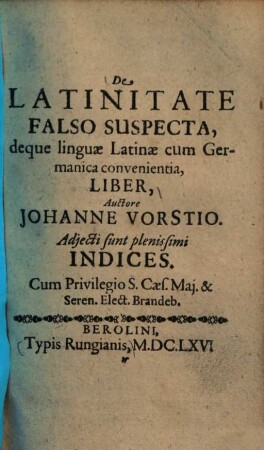 De
LATINITATE
FALSO SUSPECTA,
deque linguæ Latinæ cum Ger-
manica convenientia,
LIBER,
Auctore
JOHANNE VORSTIO.
Adjecti sunt plenissimi
INDICES.
Cum Privilegio S. Cæs. Maj. &
Seren. Elect. Brandeb.
BEROLINI,
Typis Rungianis, M.DC.LXVI